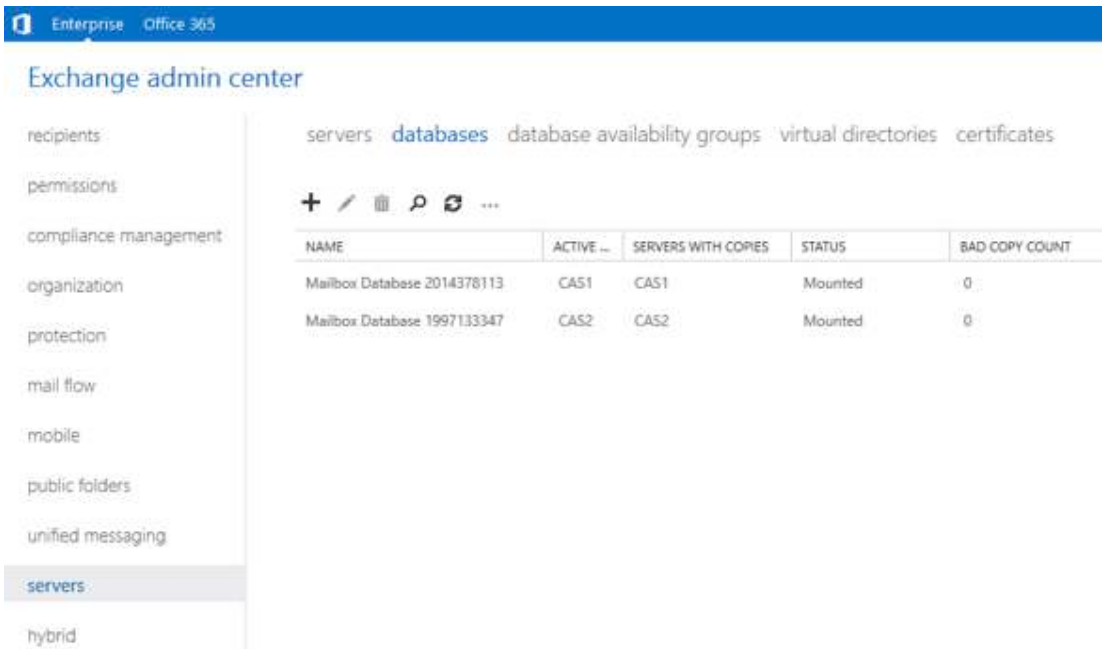 Enterprise Office 365
Exchange admin center
recipients
permissions
compliance management
organization
protection
mail flow
mobile
public folders
unified messaging
servers
hybrid
servers databases database availability groups virtual directories certificates
NAME ACTIVE ... SERVERS WITH COPIES STATUS BAD COPY COUNT
Mailbox Database 2014378113 CAS1 CAS1 Mounted 0
Mailbox Database 1997133347 CAS2 CAS2 Mounted 0